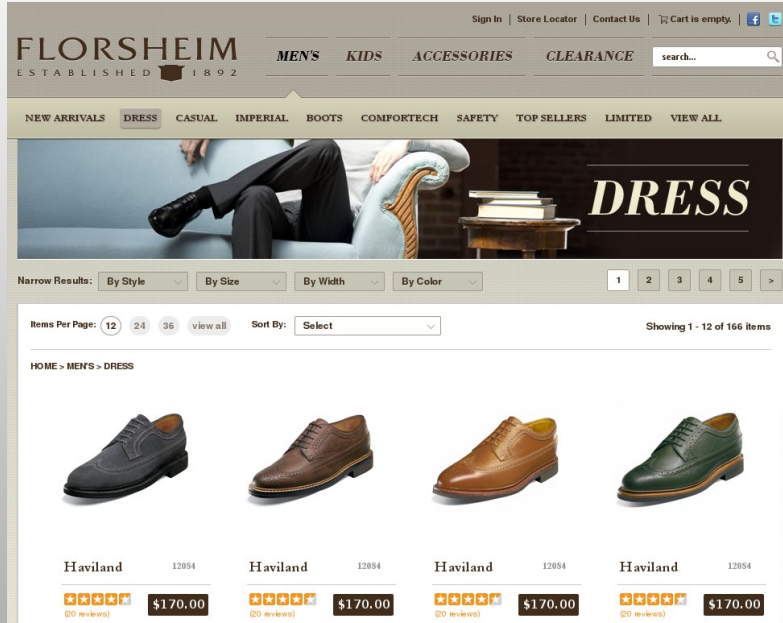 Sign In | Store Locator | Contact Us | Cart is empty. |
FLORSHEIM
ESTABLISHED 1892
MEN'S KIDS ACCESSORIES CLEARANCE search...
NEW ARRIVALS DRESS CASUAL IMPERIAL BOOTS COMFORTECH SAFETY TOP SELLERS LIMITED VIEW ALL
DRESS
Narrow Results: By Style By Size By Width By Color 1 2 3 4 5 >
Items Per Page: 12 24 36 view all Sort By: Select Showing 1 - 12 of 166 items
HOME > MEN'S > DRESS
Haviland 12084 Haviland 12084 Haviland 12084 Haviland 12084
$170.00 $170.00 $170.00 $170.00
(20 reviews) (20 reviews) (20 reviews) (20 reviews)